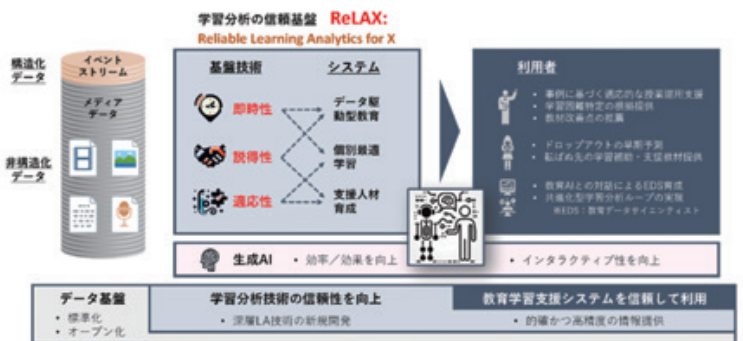 学習分析の信頼基盤 ReLAX:
Reliable Learning Analytics for X
構造化
データ
イベント
ストリーム
メディア
データ
非構造化
データ
基盤技術
システム
即時性
説得性
適応性
データ駆
動型教育
個別最適
学習
支援人材
育成
利用者
• 事例に基づく適応的な授業運用支援
• 学習困難特定の根拠提供
• 教材改善点の推薦
• ドロップアウトの早期予測
• 転ばぬ先の学習補助・支援教材提供
• 教育AIとの対話によるEDS育成
• 共進化型学習分析ループの実現
※EDS:教育データサイエンティスト
生成AI
• 効率/効果を向上
• インタラクティブ性を向上
データ基盤
• 標準化
• オープン化
学習分析技術の信頼性を向上
• 深層LA技術の新規開発
教育学習支援システムを信頼して利用
• 的確かつ高精度の情報提供